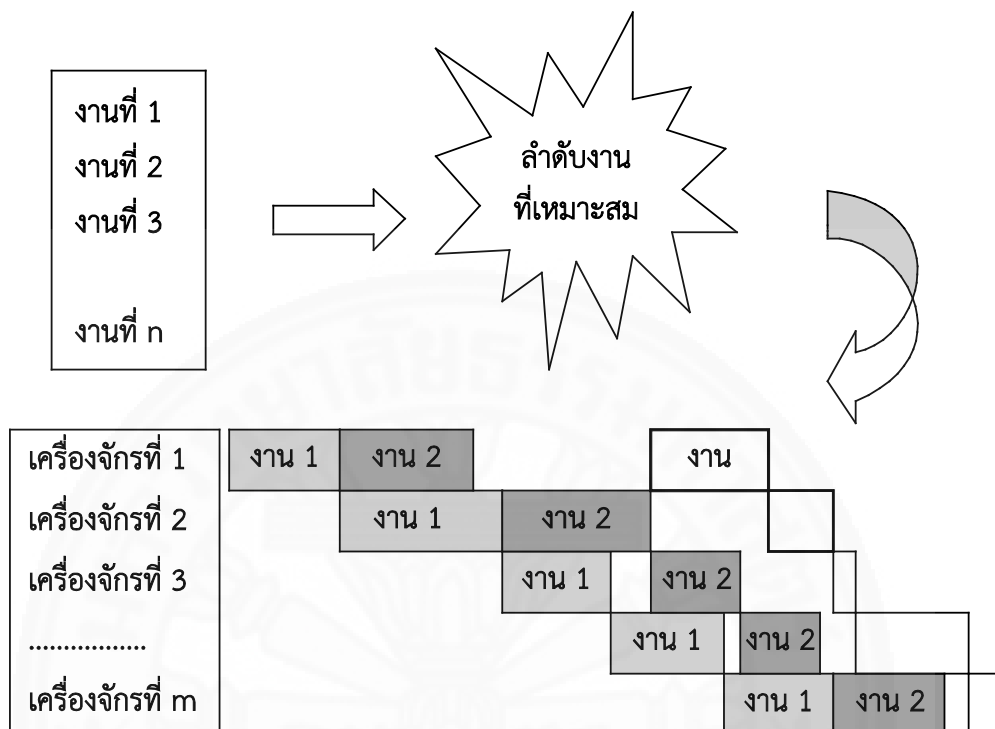 งานที่ 1
งานที่ 2
งานที่ 3
งานที่ n
ลำดับงาน
ที่เหมาะสม
เครื่องจักรที่ 1 งาน 1 งาน 2 งาน
เครื่องจักรที่ 2 งาน 1 งาน 2
เครื่องจักรที่ 3 งาน 1 งาน 2
................. งาน 1 งาน 2
เครื่องจักรที่ m งาน 1 งาน 2